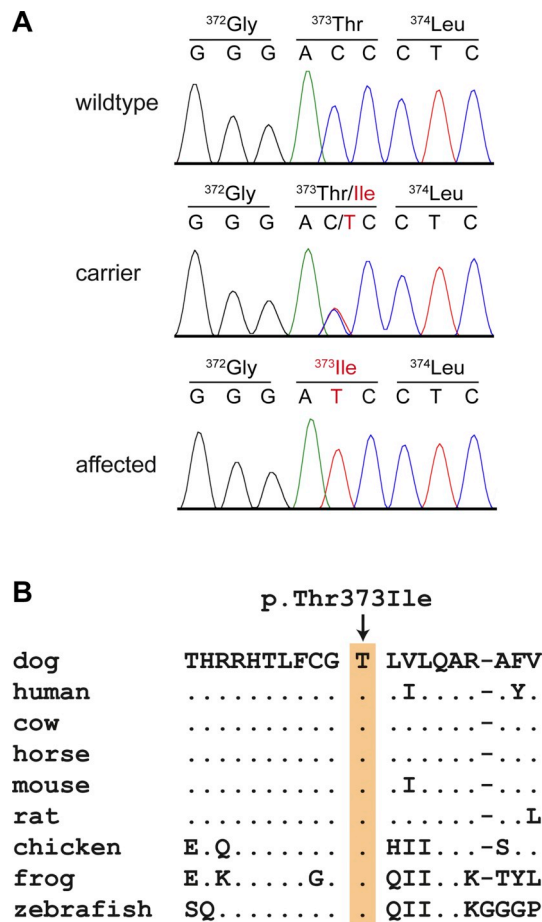 A
372Gly 373Thr 374Leu
G G G A C C C T C
wildtype
372Gly 373Thr/Ile 374Leu
G G G A C/T C C T C
carrier
372Gly 373Ile 374Leu
G G G A T C C T C
affected
B
p.Thr373Ile
dog THRRHTLFCG T LVLQAR-AFV
human .......... . .I....-.Y.
cow .......... . ......-...
horse .......... . ......-...
mouse .......... . .I....-...
rat .......... . ......-..L
chicken E.Q....... . HII...-S..
frog E.K.....G. . QII..K-TYL
zebrafish SQ........ . QII..KGGGP